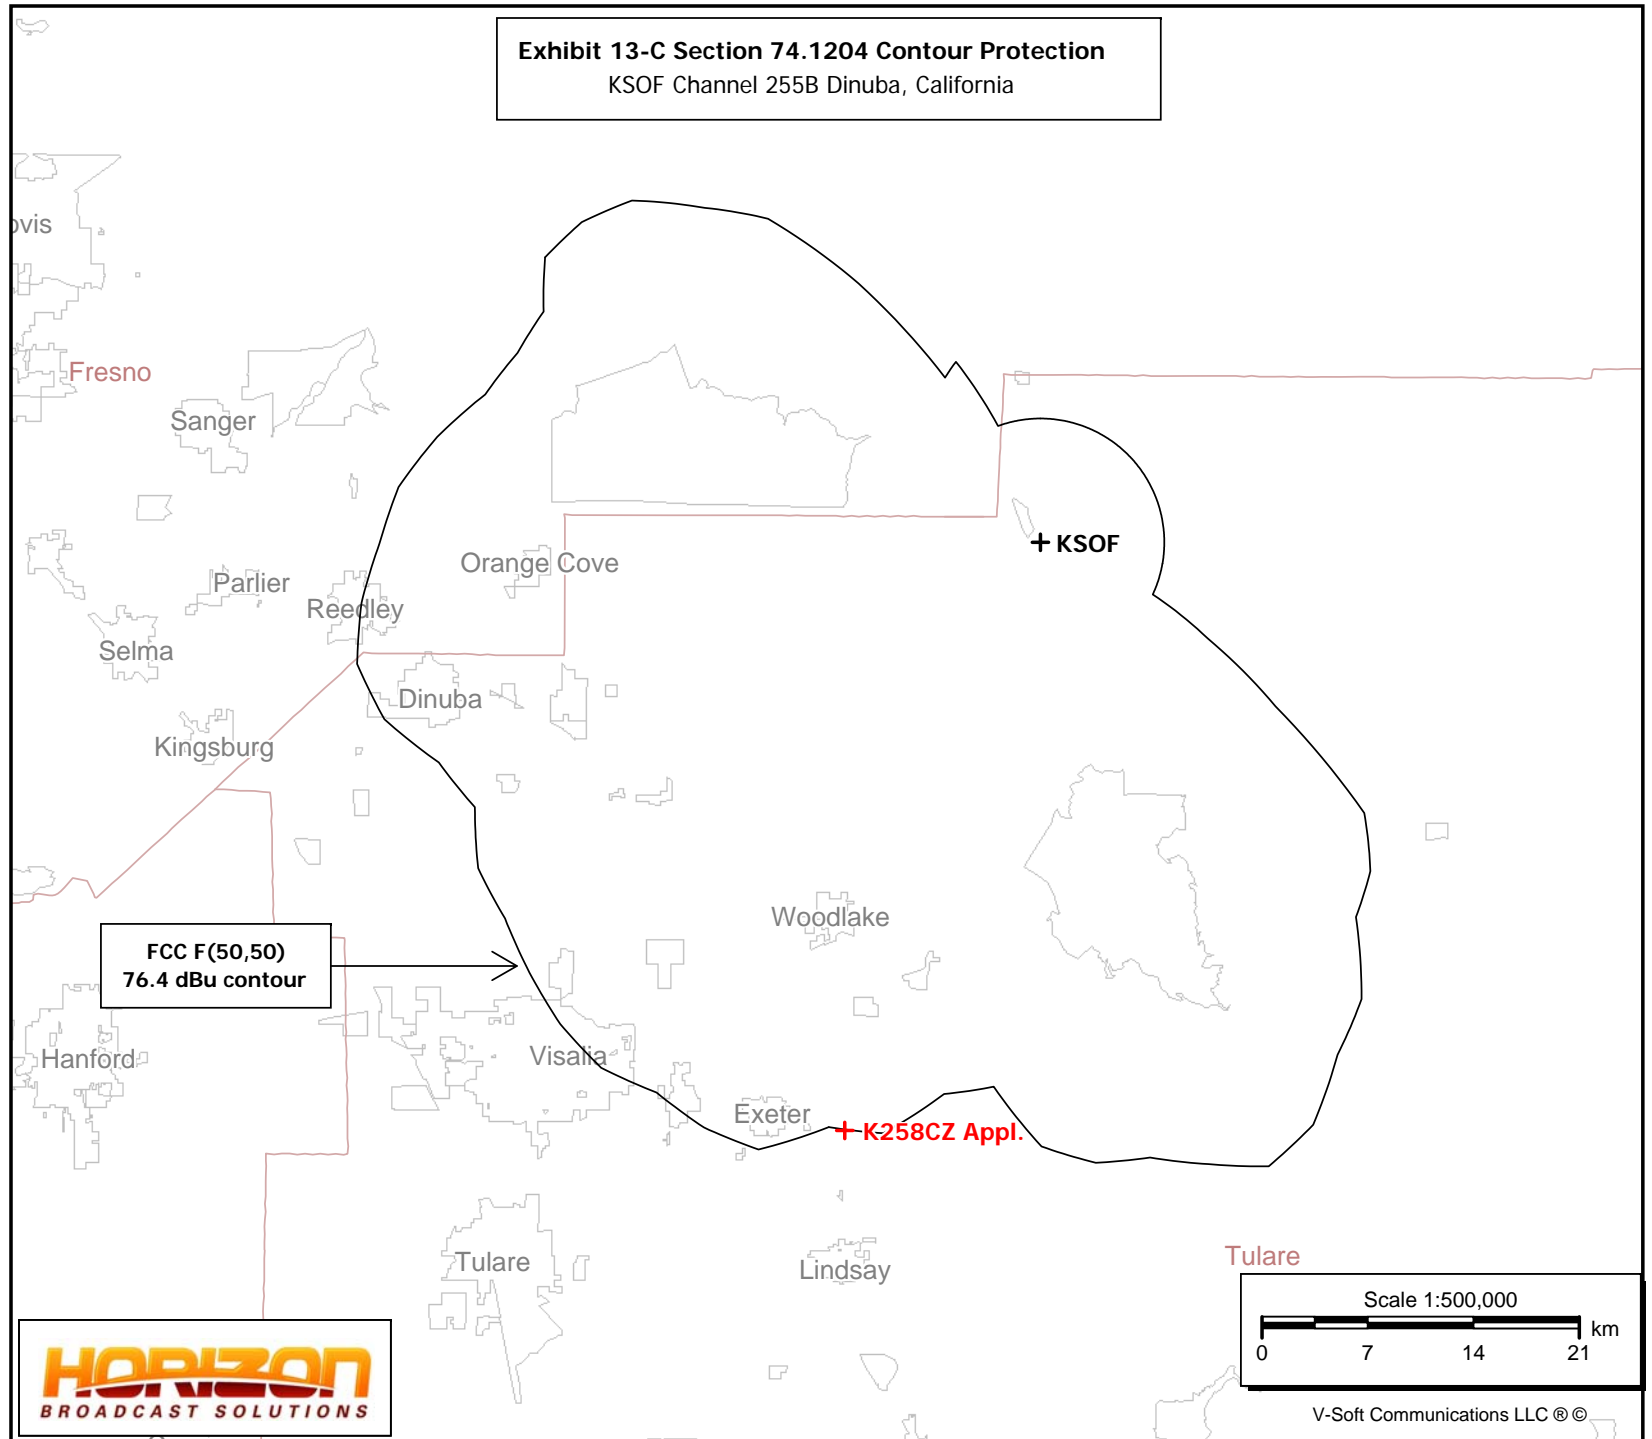 Exhibit 13-C Section 74.1204 Contour Protection
KSOF Channel 255B Dinuba, California
ovis
Fresno
Sanger
Orange Cove
KSOF
Parlier
Reedley
Selma
Dinuba
Kingsburg
Woodlake
FCC F(50,50)
76.4 dBu contour
Hanford
Visalia
Exeter
K258CZ Appl.
Tulare
Lindsay
Tulare
Scale 1:500,000
km
0 7 14 21
HORIZON
BROADCAST SOLUTIONS
V-Soft Communications LLC ® ©